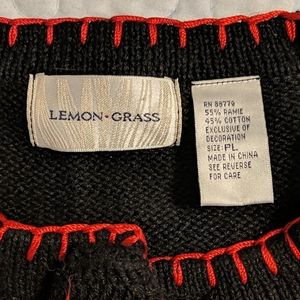 LEMON·GRASS
RN 88779
55% RAMIE
45% COTTON
EXCLUSIVE OF
DECORATION
SIZE: PL
MADE IN CHINA
SEE REVERSE
FOR CARE